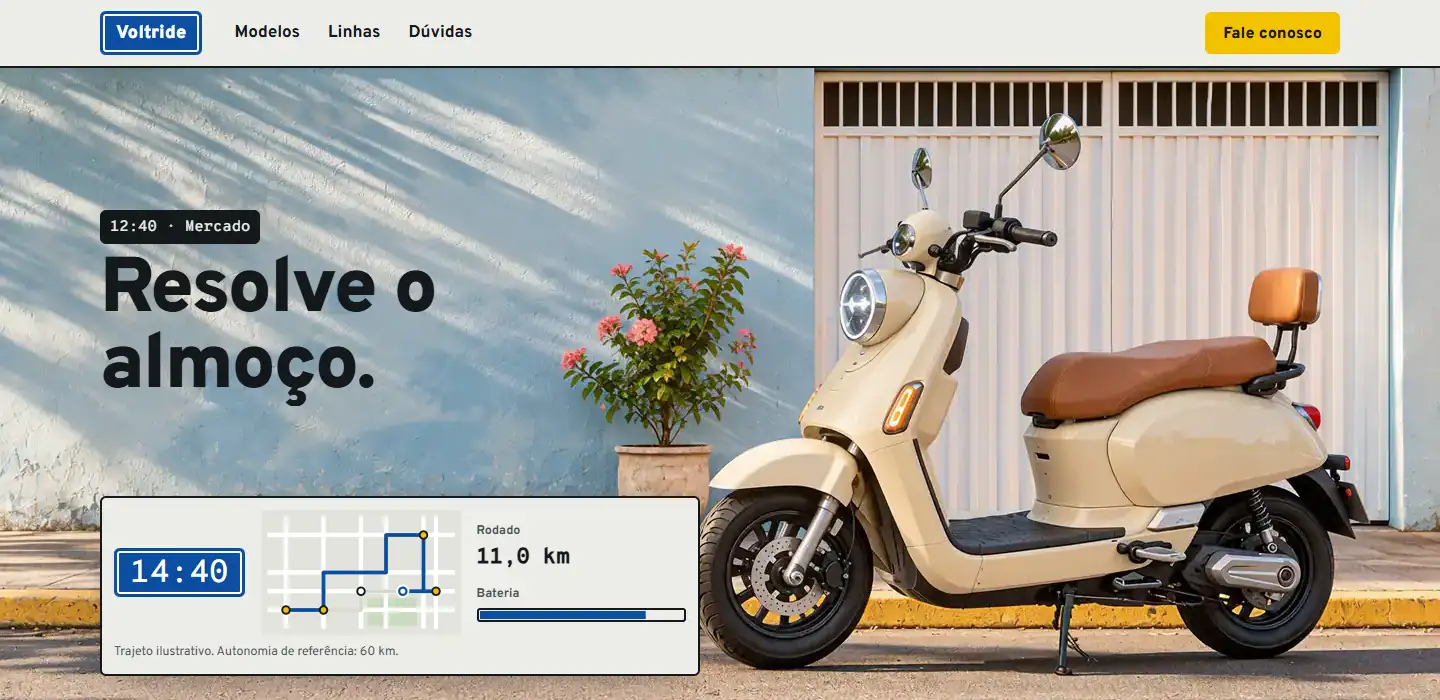 Voltride
Modelos
Linhas
Dúvidas
Fale conosco
12:40 · Mercado
Resolve o
almoço.
14:40
Rodado
11,0 km
Bateria
Trajeto ilustrativo. Autonomia de referência: 60 km.